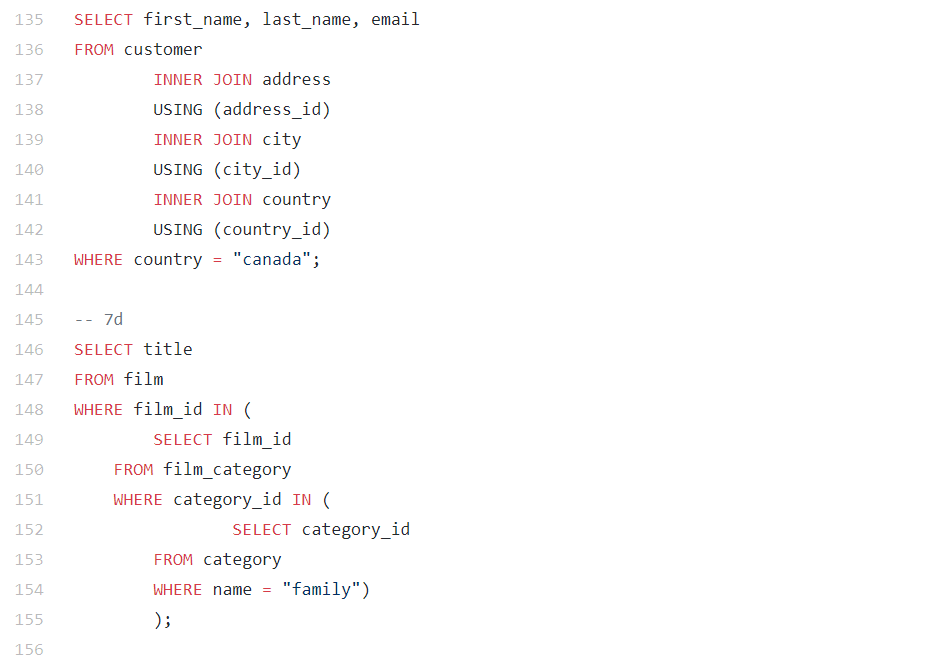 135 SELECT first_name, last_name, email
136 FROM customer
137         INNER JOIN address
138         USING (address_id)
139         INNER JOIN city
140         USING (city_id)
141         INNER JOIN country
142         USING (country_id)
143 WHERE country = "canada";
144
145 -- 7d
146 SELECT title
147 FROM film
148 WHERE film_id IN (
149         SELECT film_id
150     FROM film_category
151     WHERE category_id IN (
152                 SELECT category_id
153         FROM category
154         WHERE name = "family")
155         );
156